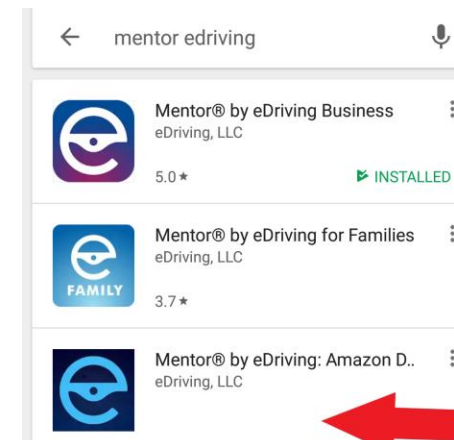 mentor edriving
Mentor® by eDriving Business
eDriving, LLC
5.0★
INSTALLED
Mentor® by eDriving for Families
eDriving, LLC
FAMILY
3.7★
Mentor® by eDriving: Amazon D..
eDriving, LLC